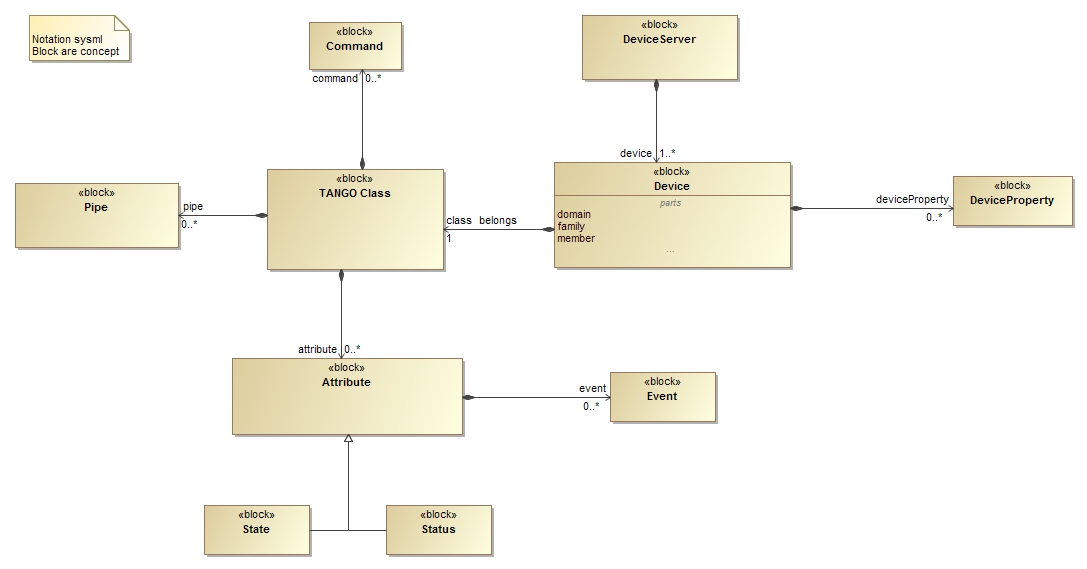 Notation sysml
Block are concept
«block»
Command
command 0..*
«block»
DeviceServer
device 1..*
«block»
Pipe
pipe
0..*
«block»
TANGO Class
class belongs
1
«block»
Device
parts
domain
family
member
...
deviceProperty
0..*
«block»
DeviceProperty
attribute 0..*
«block»
Attribute
event
0..*
«block»
Event
«block»
State
«block»
Status